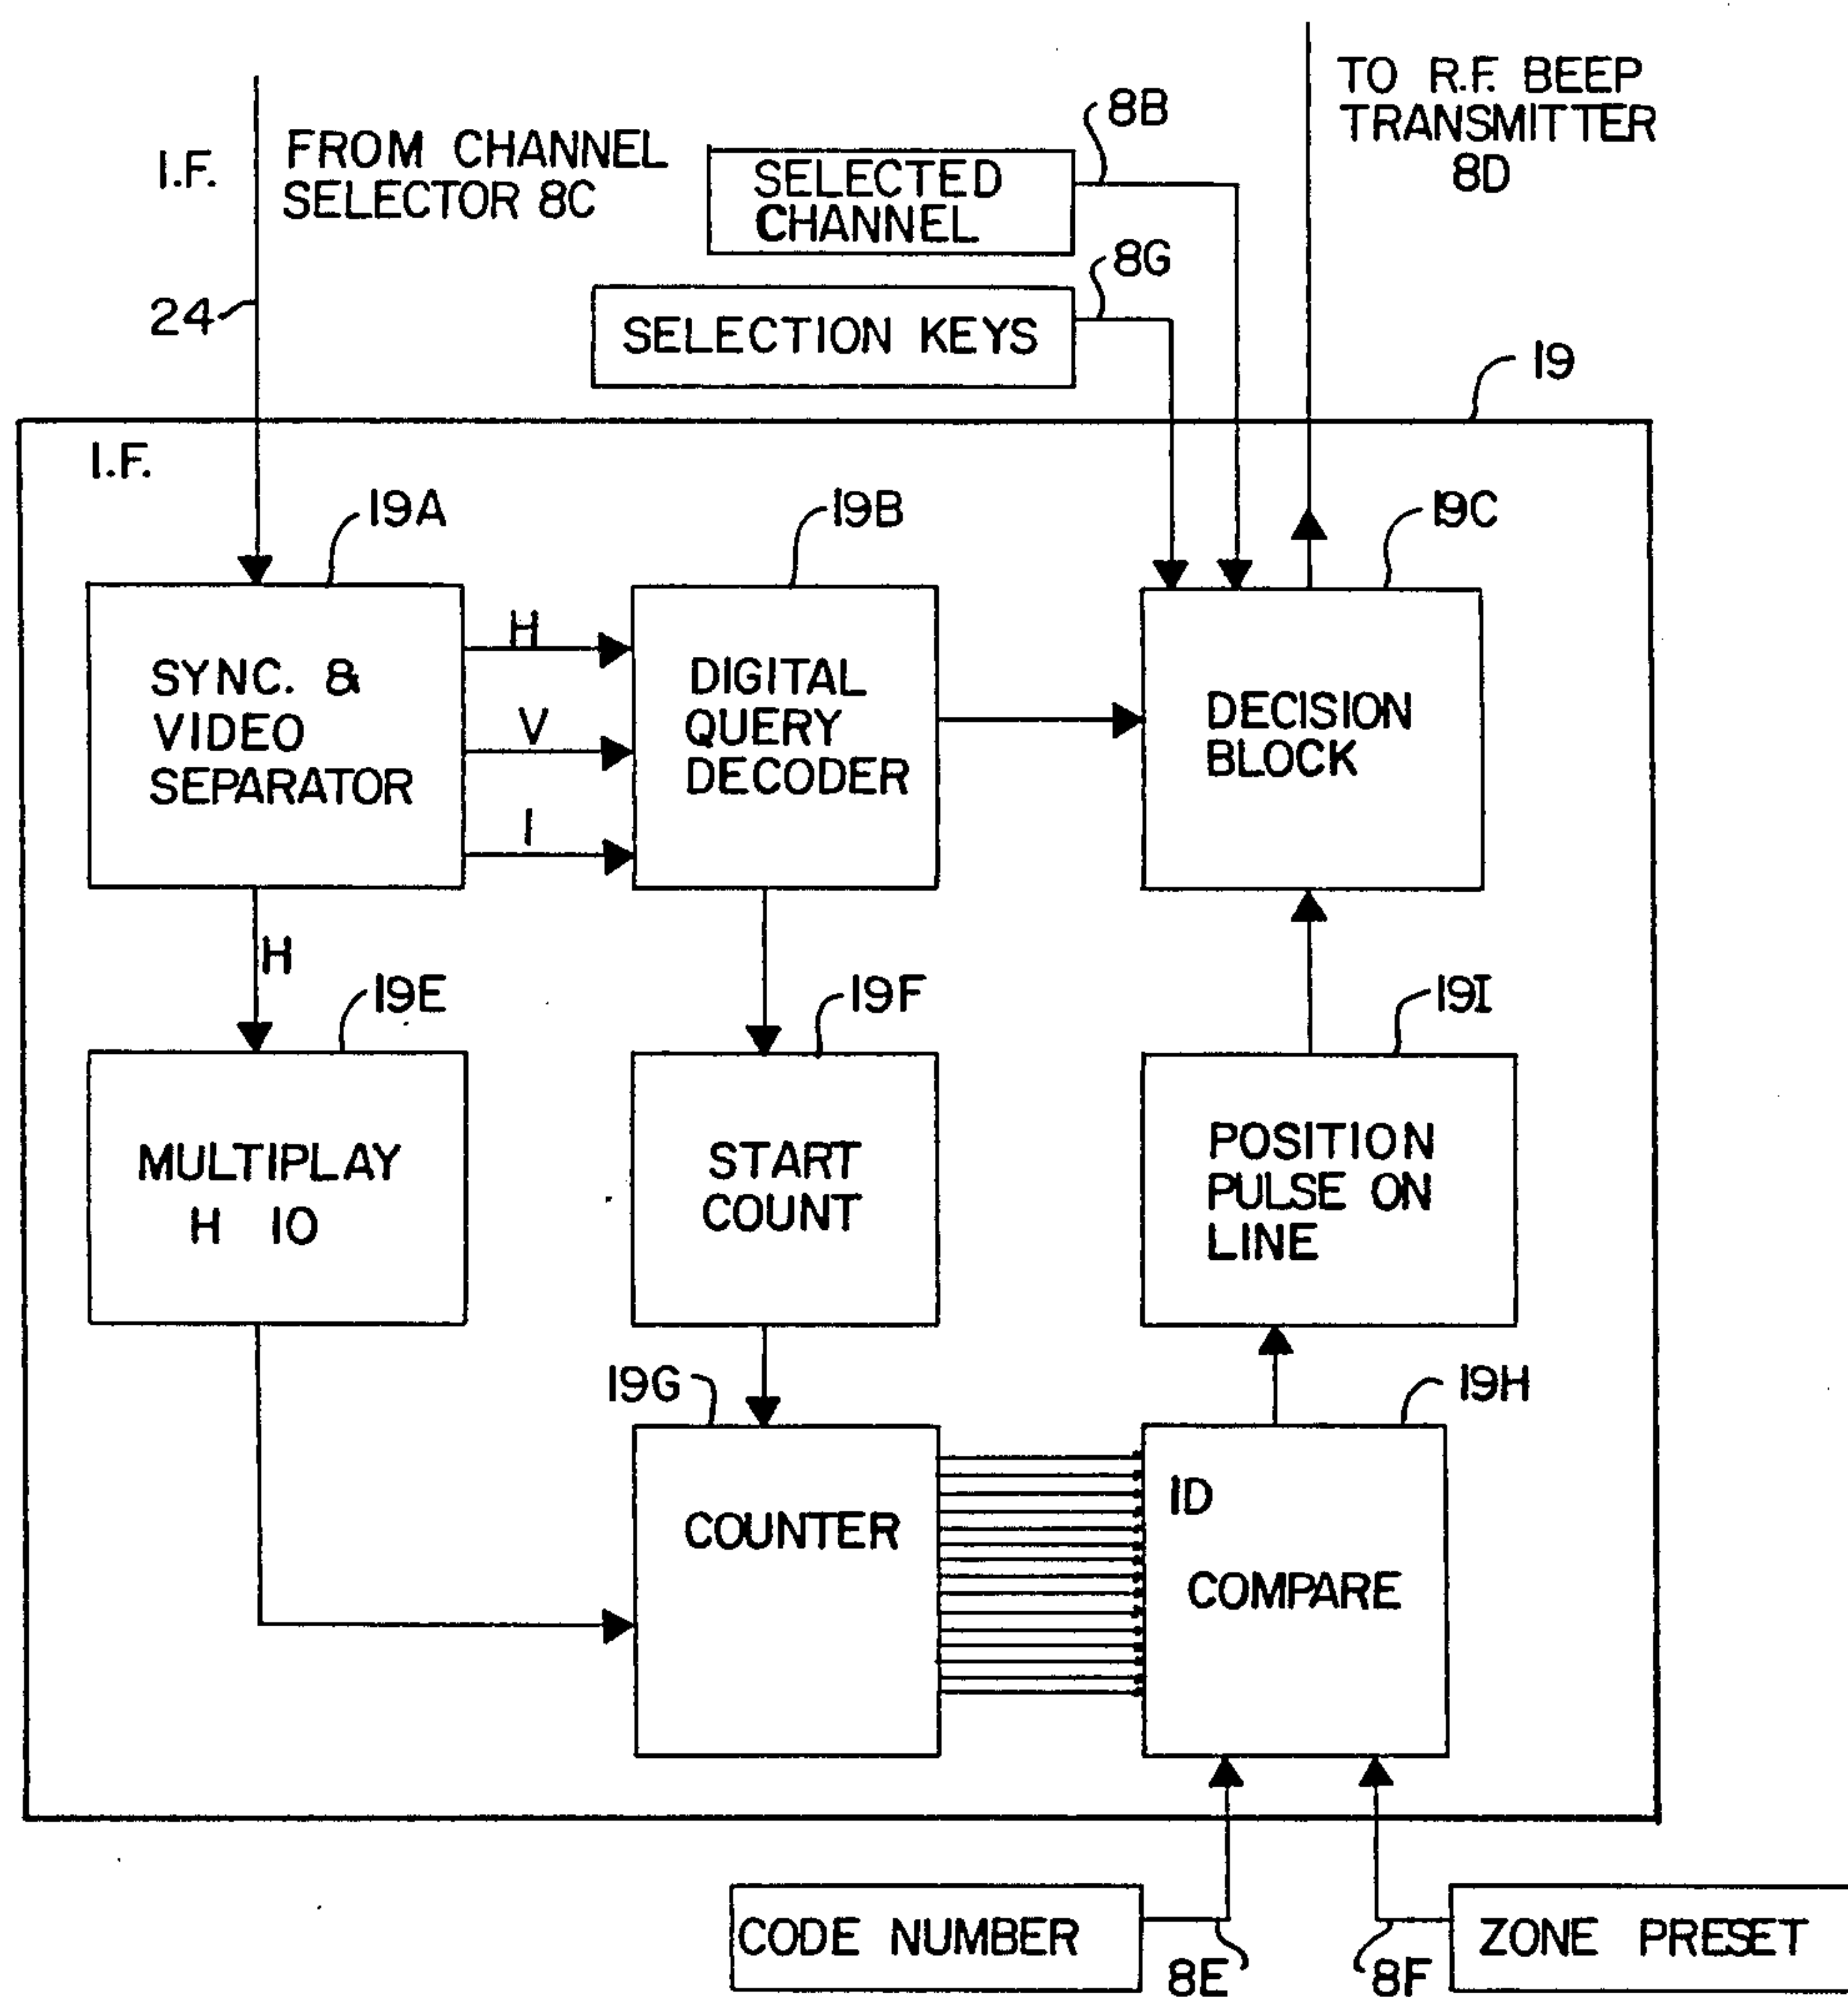 TO R.F. BEEP
TRANSMITTER
8D
I.F.
FROM CHANNEL
SELECTOR 8C
8B
SELECTED
CHANNEL
8G
24
SELECTION KEYS
19
I.F.
19A
19B
19C
SYNC. &
VIDEO
SEPARATOR
H
V
I
DIGITAL
QUERY
DECODER
DECISION
BLOCK
H
19E
19F
19I
MULTIPLAY
H 10
START
COUNT
POSITION
PULSE ON
LINE
19G
19H
COUNTER
ID
COMPARE
CODE NUMBER
8E
8F
ZONE PRESET